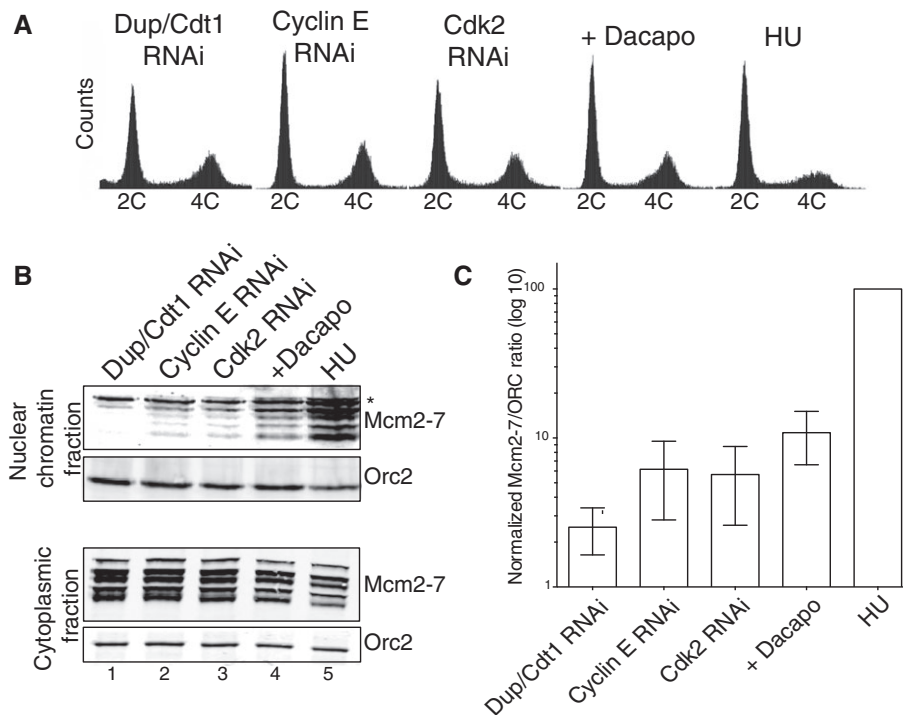 A
Dup/Cdt1
RNAi
Cyclin E
RNAi
Cdk2
RNAi
+ Dacapo
HU
Counts
2C 4C 2C 4C 2C 4C 2C 4C 2C 4C
B
Dup/Cdt1 RNAi
Cyclin E RNAi
Cdk2 RNAi
+Dacapo
HU
Nuclear
chromatin
fraction
*
Mcm2-7
Orc2
Cytoplasmic
fraction
Mcm2-7
Orc2
1 2 3 4 5
C
Normalized Mcm2-7/ORC ratio (log 10)
100
10
1
Dup/Cdt1 RNAi
Cyclin E RNAi
Cdk2 RNAi
+ Dacapo
HU